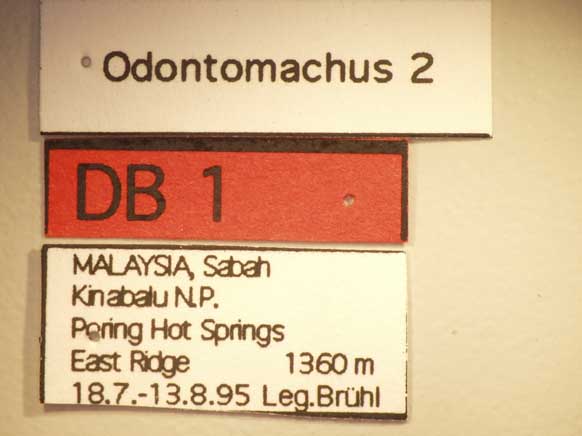 Odontomachus 2
DB 1
MALAYSIA, Sabah
Kinabalu N.P.
Poring Hot Springs
East Ridge 1360 m
18.7.-13.8.95 Leg.Brühl